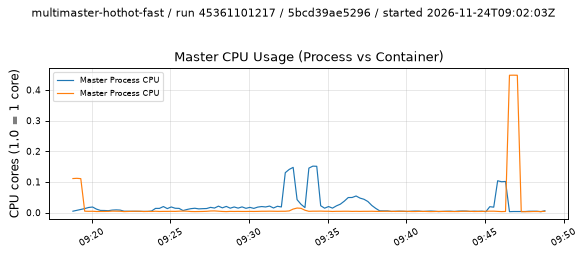 multimaster-hothot-fast / run 45361101217 / 5bcd39ae5296 / started 2026-11-24T09:02:03Z
Master CPU Usage (Process vs Container)
Master Process CPU
Master Process CPU
CPU cores (1.0 = 1 core)
0.4
0.3
0.2
0.1
0.0
09:20
09:25
09:30
09:35
09:40
09:45
09:50